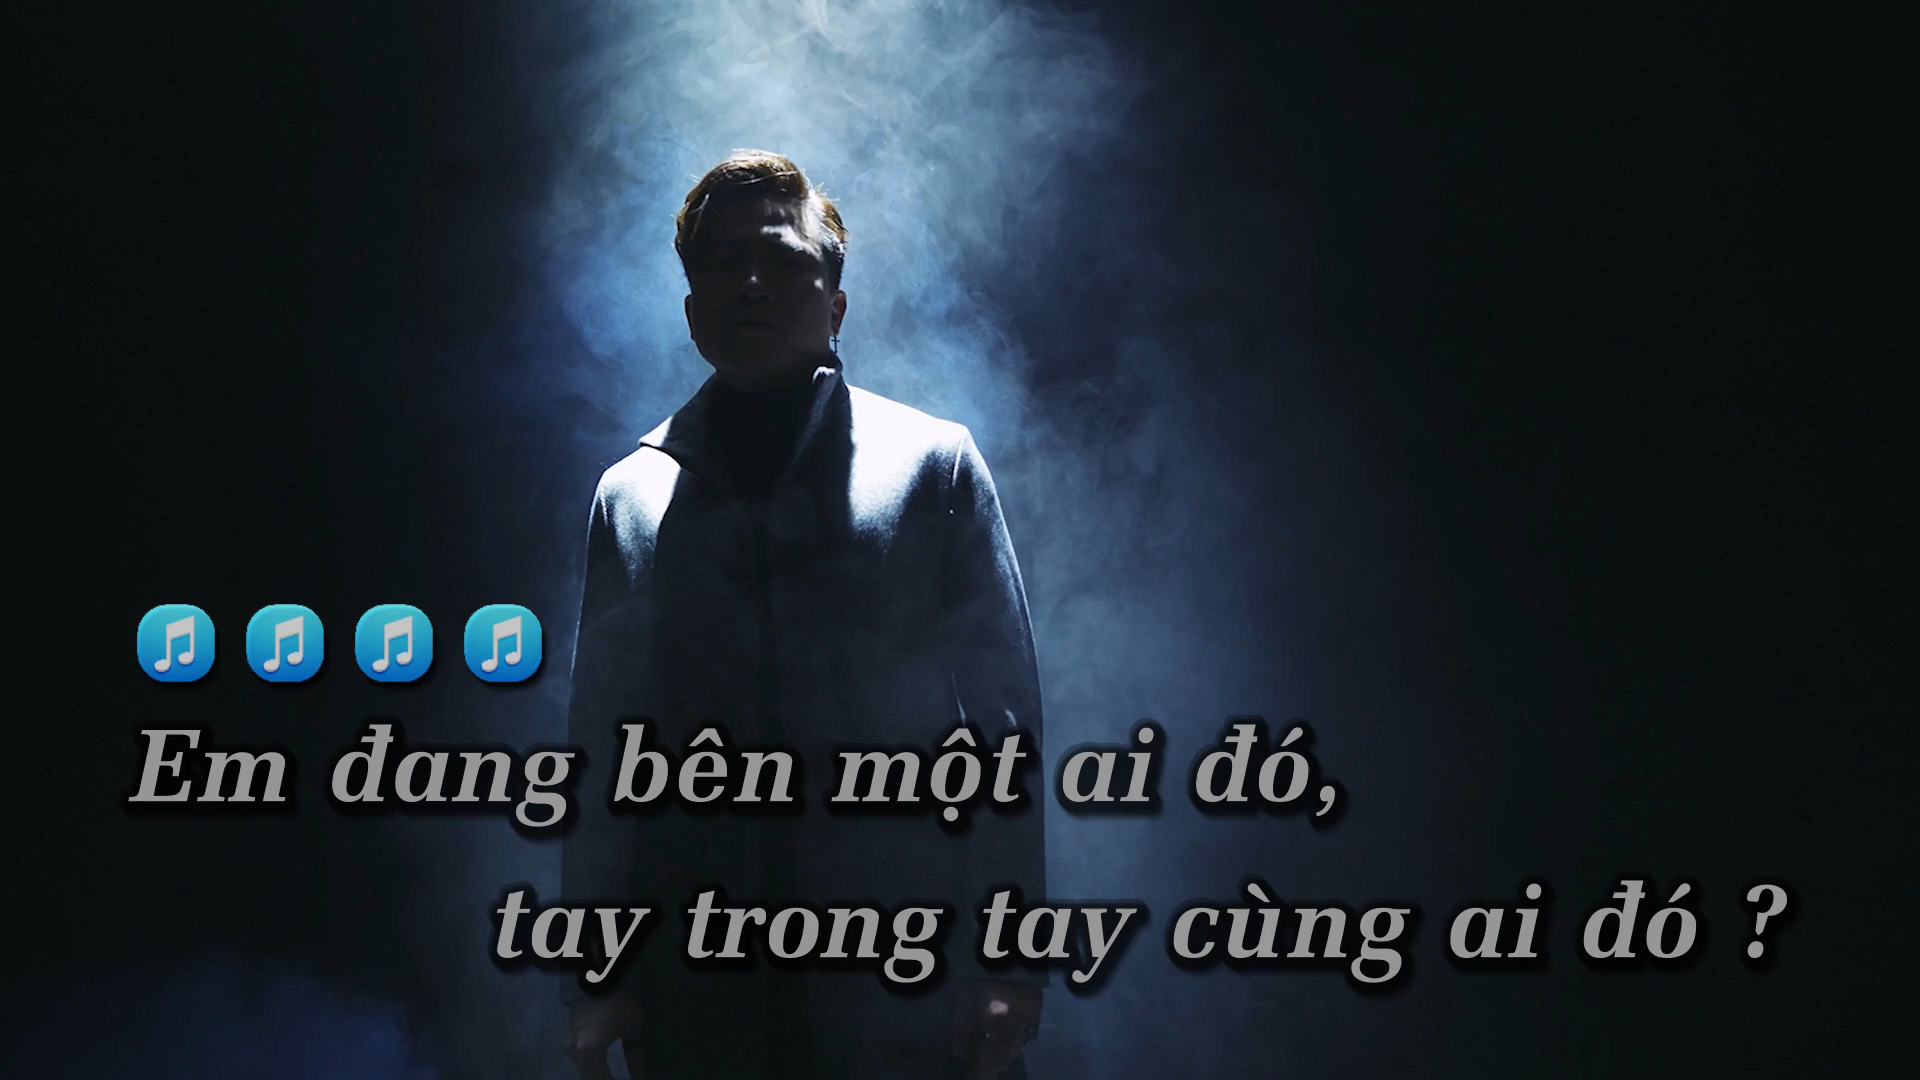 Em đang bên một ai đó,
tay trong tay cùng ai đó ?